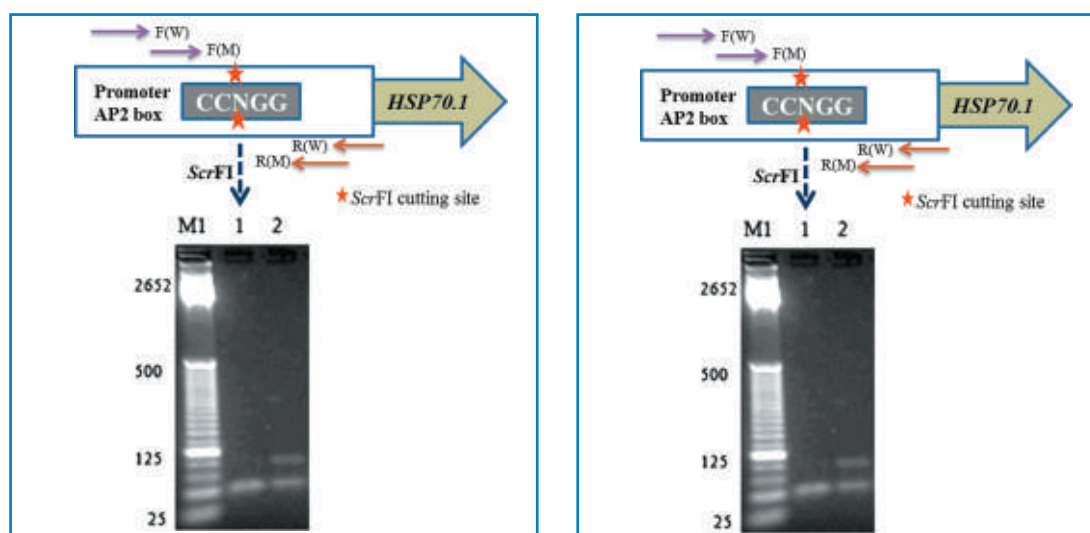 F(W)
F(M)
Promoter
AP2 box
CCNGG
HSP70.1
R(W)
R(M)
ScrFI
ScrFI cutting site
M1 1 2
2652
500
125
25
F(W)
F(M)
Promoter
AP2 box
CCNGG
HSP70.1
R(W)
R(M)
ScrFI
ScrFI cutting site
M1 1 2
2652
500
125
25